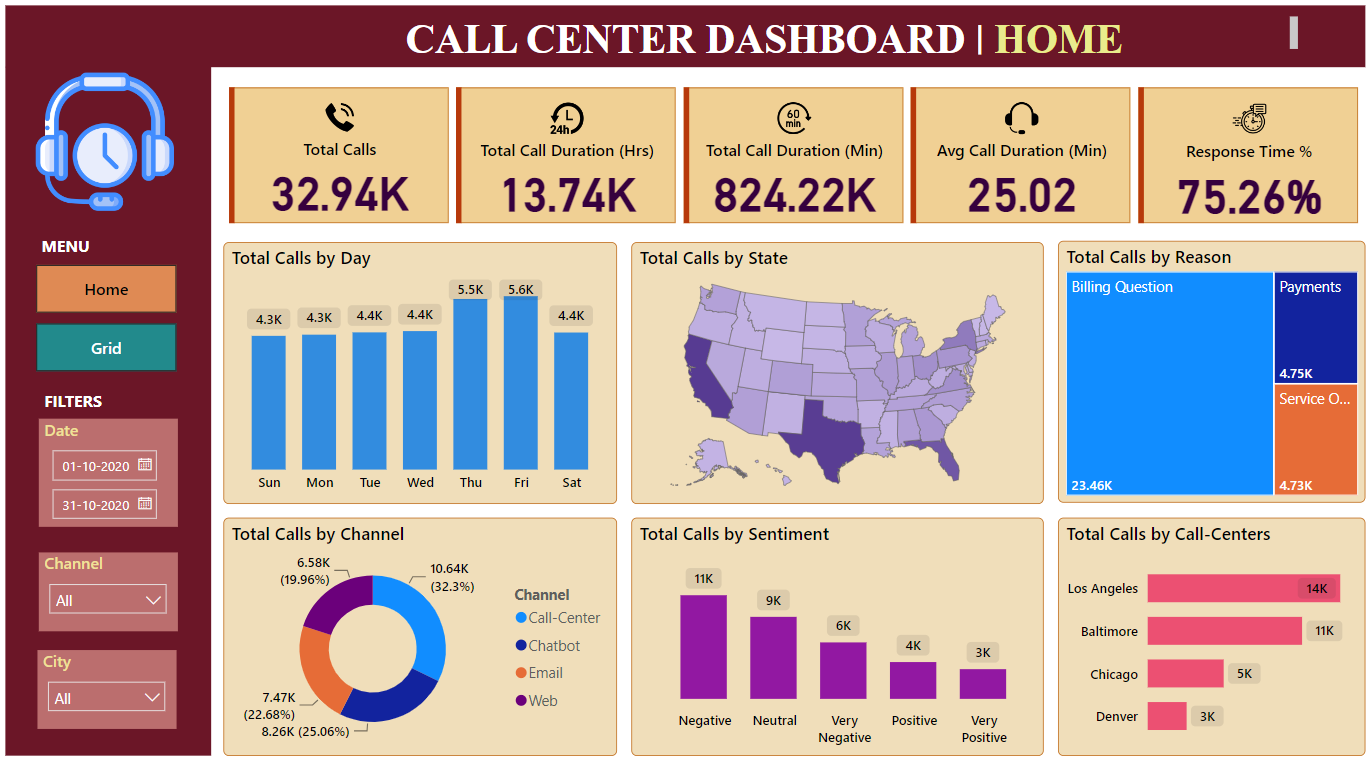 CALL CENTER DASHBOARD | HOME
Total Calls
32.94K
24h
Total Call Duration (Hrs)
13.74K
60
min
Total Call Duration (Min)
824.22K
Avg Call Duration (Min)
25.02
Response Time %
75.26%
MENU
Home
Grid
FILTERS
Date
01-10-2020
31-10-2020
Channel
All
City
All
Total Calls by Day
4.3K
4.3K
4.4K
4.4K
5.5K
5.6K
4.4K
Sun
Mon
Tue
Wed
Thu
Fri
Sat
Total Calls by State
Total Calls by Reason
Billing Question
23.46K
Payments
4.75K
Service O...
4.73K
Total Calls by Channel
6.58K
(19.96%)
10.64K
(32.3%)
7.47K
(22.68%)
8.26K (25.06%)
Channel
Call-Center
Chatbot
Email
Web
Total Calls by Sentiment
11K
9K
6K
4K
3K
Negative
Neutral
Very
Negative
Positive
Very
Positive
Total Calls by Call-Centers
Los Angeles
14K
Baltimore
11K
Chicago
5K
Denver
3K